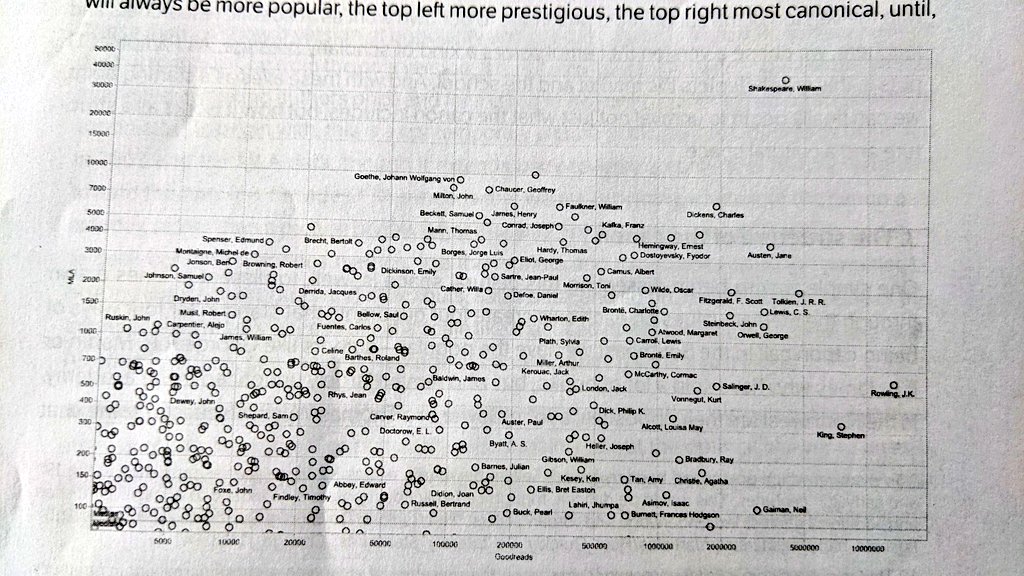 will always be more popular, the top left more prestigious, the top right most canonical, until,
50000
40000
30000
Shakespeare, William
20000
15000
10000
Goethe, Johann Wolfgang von
7000
Milton, John
Chaucer, Geoffrey
Faulkner, William
5000
Beckett, Samuel
James, Henry
Dickens, Charles
4000
Conrad, Joseph
Kafka, Franz
Mann, Thomas
Spenser, Edmund
Brecht, Bertolt
3000
Montaigne, Michel de
Borges, Jorge Luis
Hardy, Thomas
Hemingway, Ernest
Austen, Jane
Jonson, Ben
Browning, Robert
Eliot, George
Dostoyevsky, Fyodor
MLA
2000
Johnson, Samuel
Dickinson, Emily
Sartre, Jean-Paul
Camus, Albert
Derrida, Jacques
Cather, Willa
Morrison, Toni
1500
Dryden, John
Defoe, Daniel
Wilde, Oscar
Fitzgerald, F. Scott
Tolkien, J. R. R.
Ruskin, John
Musil, Robert
Bellow, Saul
Bronté, Charlotte
Lewis, C. S.
1000
Carpentier, Alejo
Fuentes, Carlos
Wharton, Edith
Steinbeck, John
James, William
Plath, Sylvia
Atwood, Margaret
Orwell, George
Carroll, Lewis
700
Celine
Barthes, Roland
Miller, Arthur
Bronté, Emily
Kerouac, Jack
McCarthy, Cormac
500
Baldwin, James
London, Jack
Salinger, J. D.
Rowling, J.K.
400
Dewey, John
Rhys, Jean
Vonnegut, Kurt
Shepard, Sam
Carver, Raymond
Dick, Philip K.
300
Auster, Paul
Alcott, Louisa May
Doctorow, E. L.
King, Stephen
Byatt, A. S.
Heller, Joseph
200
Gibson, William
Bradbury, Ray
150
Barnes, Julian
Abbey, Edward
Kesey, Ken
Tan, Amy
Christie, Agatha
Foxe, John
Findley, Timothy
Didion, Joan
Ellis, Bret Easton
100
Russell, Bertrand
Lahiri, Jhumpa
Asimov, Isaac
Buck, Pearl
Burnett, Frances Hodgson
Gaiman, Neil
5000 10000 20000 50000 100000 200000 500000 1000000 2000000 5000000 10000000
Goodreads